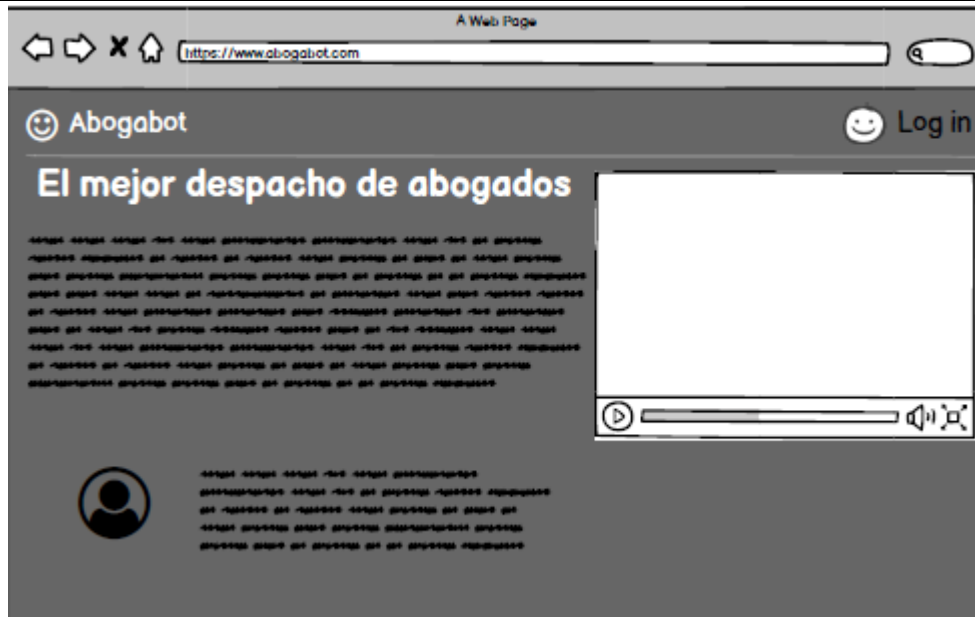 A Web Page
https://www.abogabot.com
Abogabot
Log in
El mejor despacho de abogados